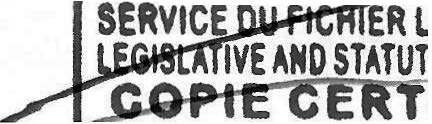 SERVICE DU FICHIER L
LEGISLATIVE AND STATUT
COPIE CERT